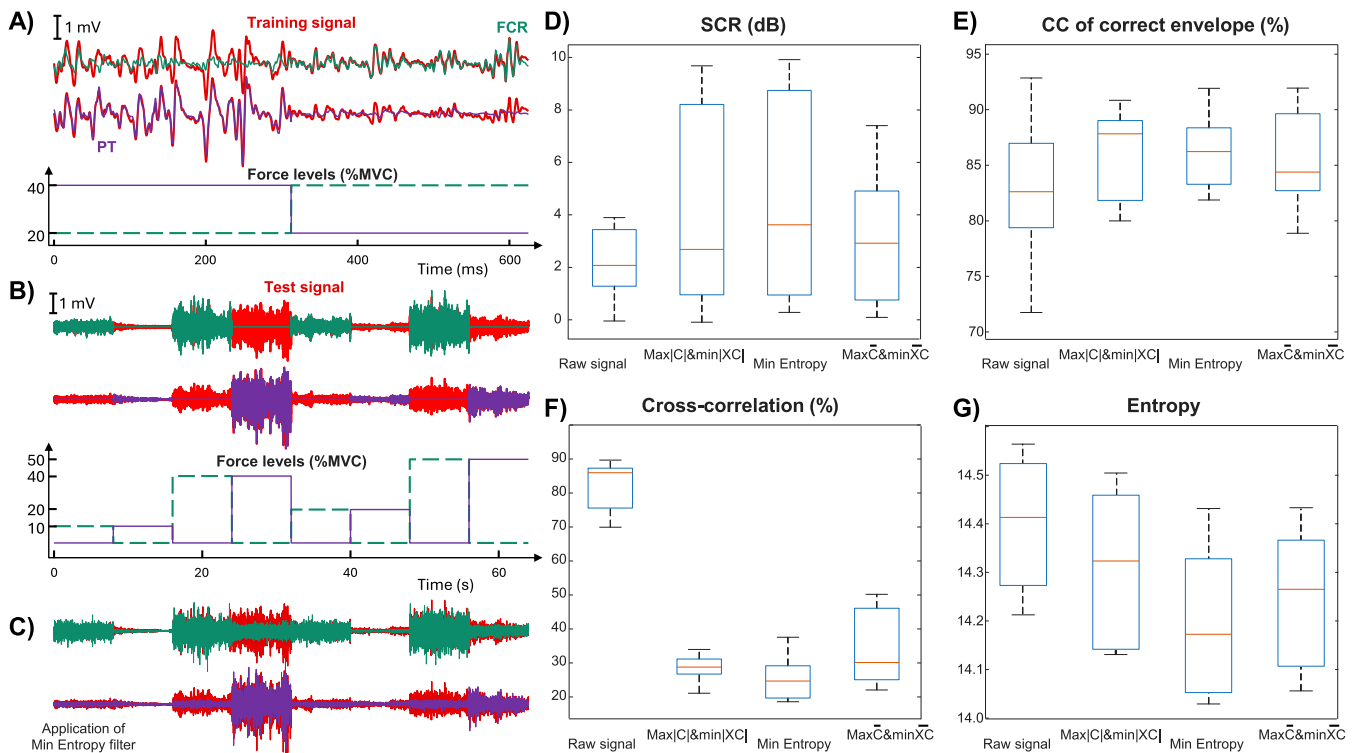 A)
1 mV
Training signal
FCR
PT
Force levels (%MVC)
40
20
0
200
400
600
Time (ms)
B)
1 mV
Test signal
Force levels (%MVC)
50
40
20
10
0
20
40
60
Time (s)
C)
Application of
Min Entropy filter
D)
SCR (dB)
10
8
6
4
2
0
Raw signal
Max|C|&min|XC|
Min Entropy
MaxC̅&minX̅C̅
E)
CC of correct envelope (%)
95
90
85
80
75
70
Raw signal
Max|C|&min|XC|
Min Entropy
MaxC̅&minX̅C̅
F)
Cross-correlation (%)
90
80
70
60
50
40
30
20
Raw signal
Max|C|&min|XC|
Min Entropy
MaxC̅&minX̅C̅
G)
Entropy
14.5
14.4
14.3
14.2
14.1
14.0
Raw signal
Max|C|&min|XC|
Min Entropy
MaxC̅&minX̅C̅